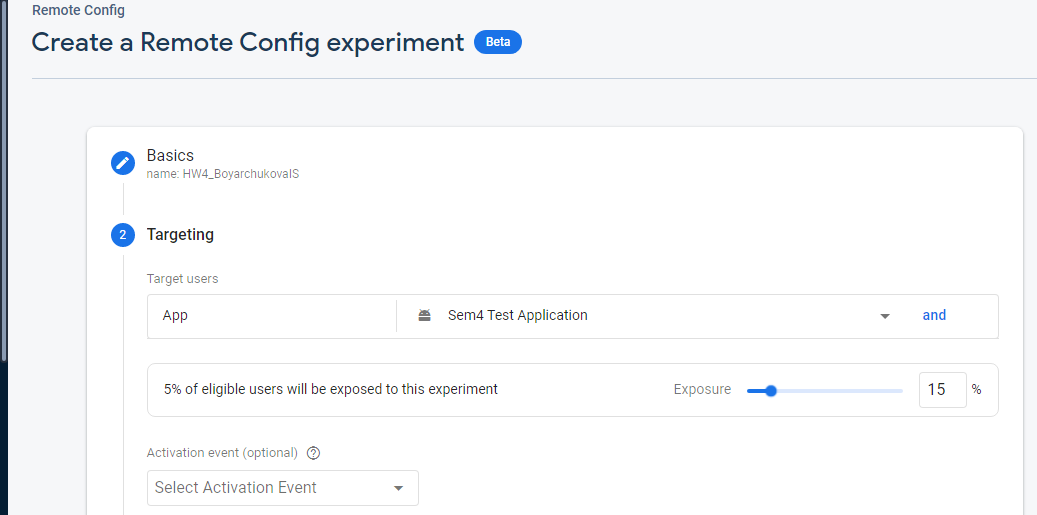 Remote Config
Create a Remote Config experiment Beta
Basics
name: HW4_BoyarchukovaIS
2 Targeting
Target users
App Sem4 Test Application and
5% of eligible users will be exposed to this experiment Exposure 15 %
Activation event (optional) ?
Select Activation Event